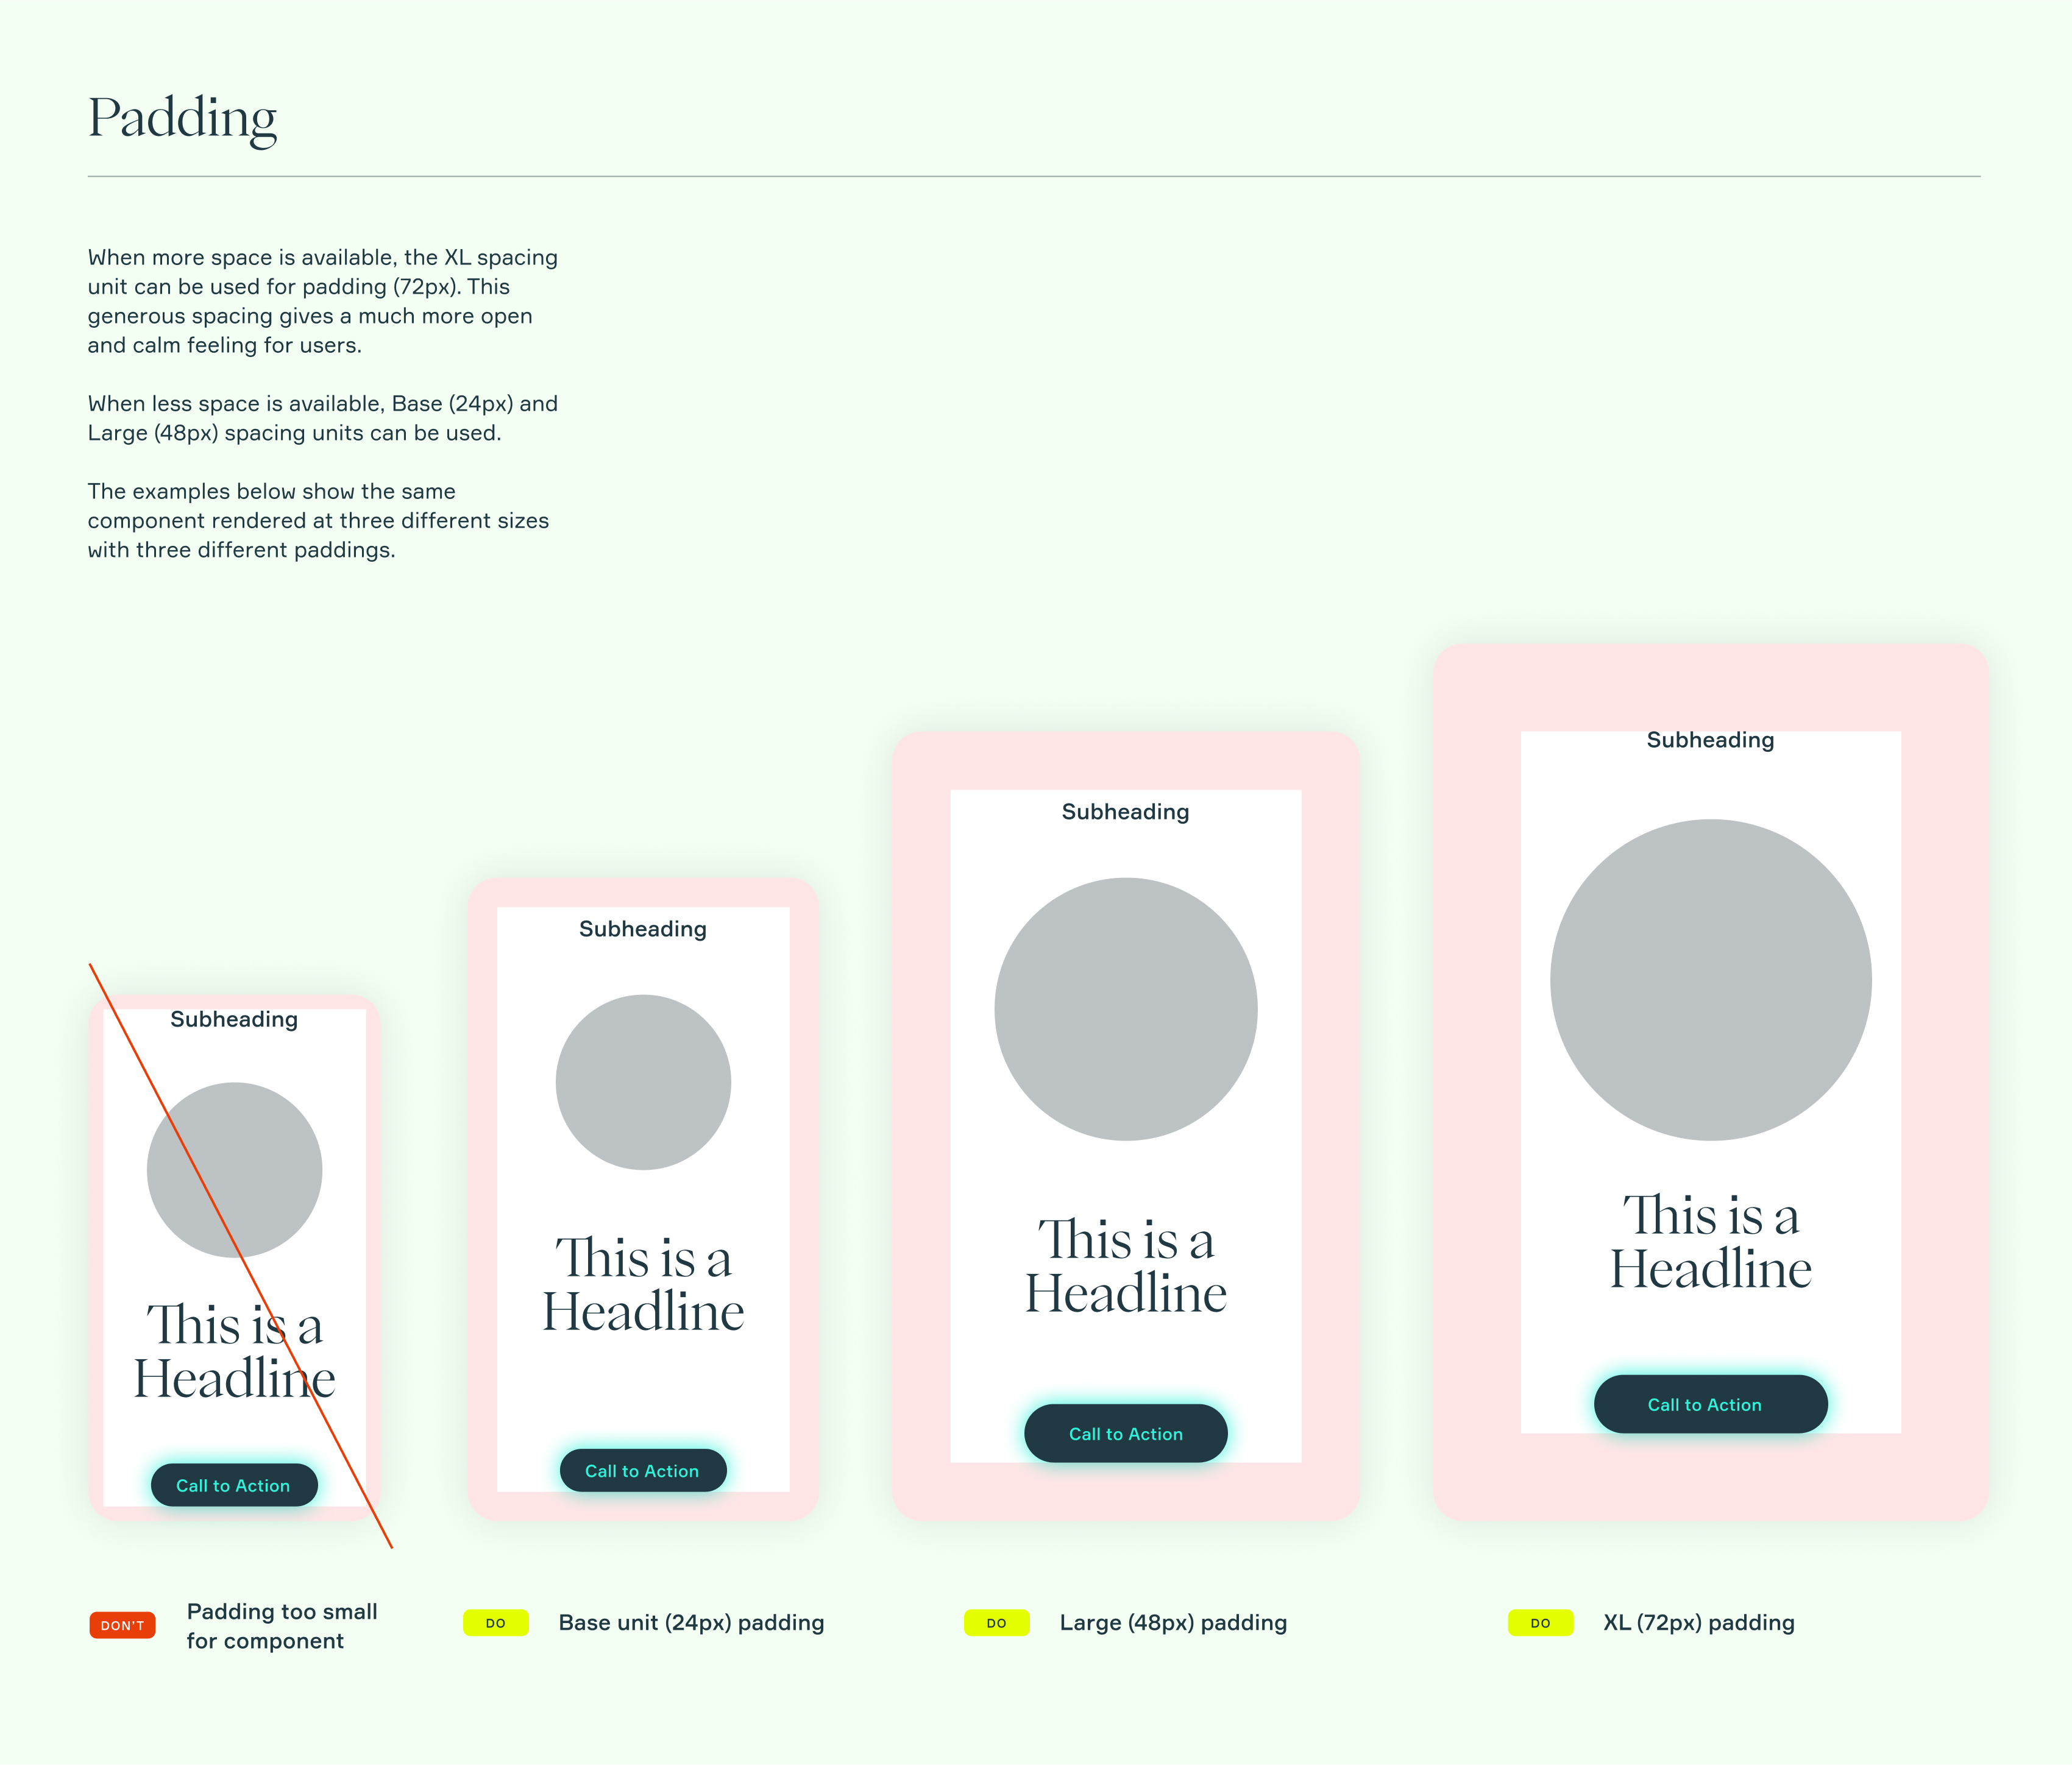 Padding
When more space is available, the XL spacing
unit can be used for padding (72px). This
generous spacing gives a much more open
and calm feeling for users.
When less space is available, Base (24px) and
Large (48px) spacing units can be used.
The examples below show the same
component rendered at three different sizes
with three different paddings.
Subheading
This is a
Headline
Call to Action
DON'T
Padding too small
for component
Subheading
This is a
Headline
Call to Action
DO
Base unit (24px) padding
Subheading
This is a
Headline
Call to Action
DO
Large (48px) padding
Subheading
This is a
Headline
Call to Action
DO
XL (72px) padding